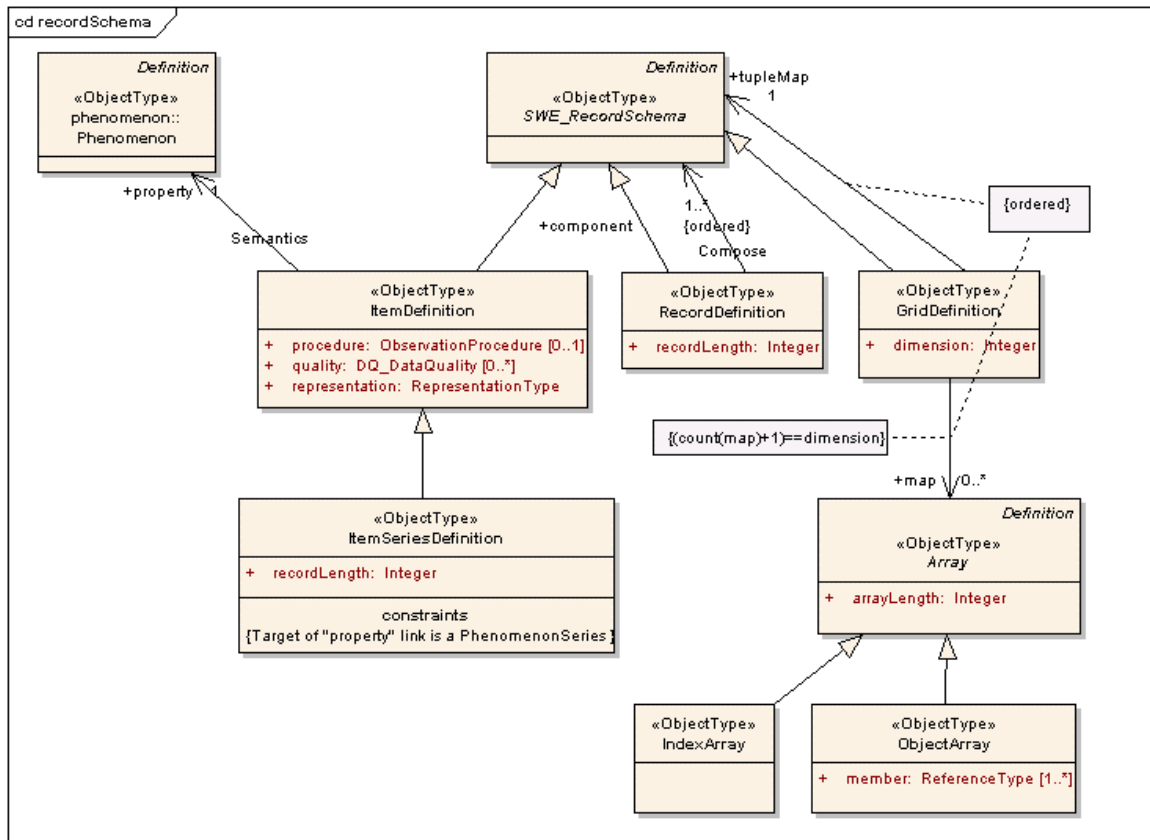 cd recordSchema
Definition
«ObjectType»
phenomenon::
Phenomenon
Definition
«ObjectType»
SWE_RecordSchema
+tupleMap
1
{ordered}
+property
1
Semantics
+component
1..*
{ordered}
Compose
«ObjectType»
ItemDefinition
+ procedure: ObservationProcedure [0..1]
+ quality: DQ_DataQuality [0..*]
+ representation: RepresentationType
«ObjectType»
RecordDefinition
+ recordLength: Integer
«ObjectType»
GridDefinition
+ dimension: Integer
{(count(map)+1)==dimension}
+map
0..*
«ObjectType»
ItemSeriesDefinition
+ recordLength: Integer
constraints
{Target of "property" link is a PhenomenonSeries}
Definition
«ObjectType»
Array
+ arrayLength: Integer
«ObjectType»
IndexArray
«ObjectType»
ObjectArray
+ member: ReferenceType [1..*]